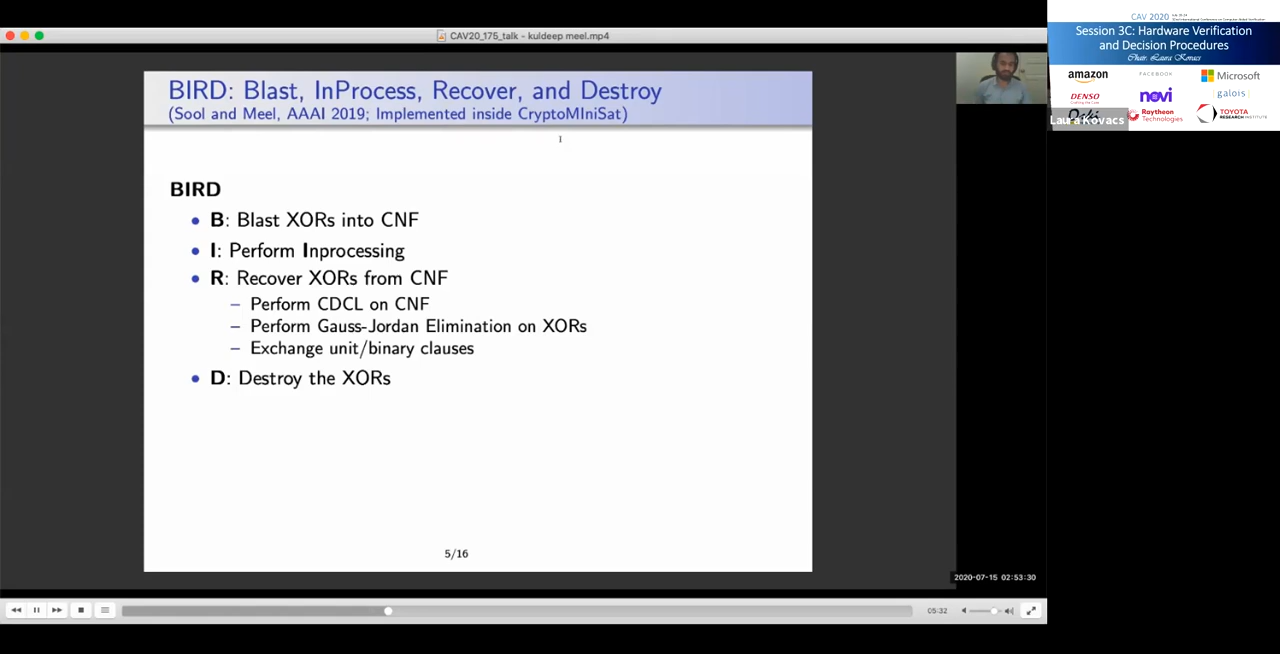 CAV20_175_talk - kuldeep meel.mp4
BIRD: Blast, InProcess, Recover, and Destroy
(Sool and Meel, AAAI 2019; Implemented inside CryptoMIniSat)
BIRD
• B: Blast XORs into CNF
• I: Perform Inprocessing
• R: Recover XORs from CNF
– Perform CDCL on CNF
– Perform Gauss-Jordan Elimination on XORs
– Exchange unit/binary clauses
• D: Destroy the XORs
5/16
2020-07-15 02:53:30
05:32
CAV 2020
Session 3C: Hardware Verification
and Decision Procedures
Chair: Laura Kovacs
amazon
FACEBOOK
Microsoft
DENSO
novi
galois
Laura Kovacs
Raytheon
Technologies
TOYOTA
RESEARCH INSTITUTE